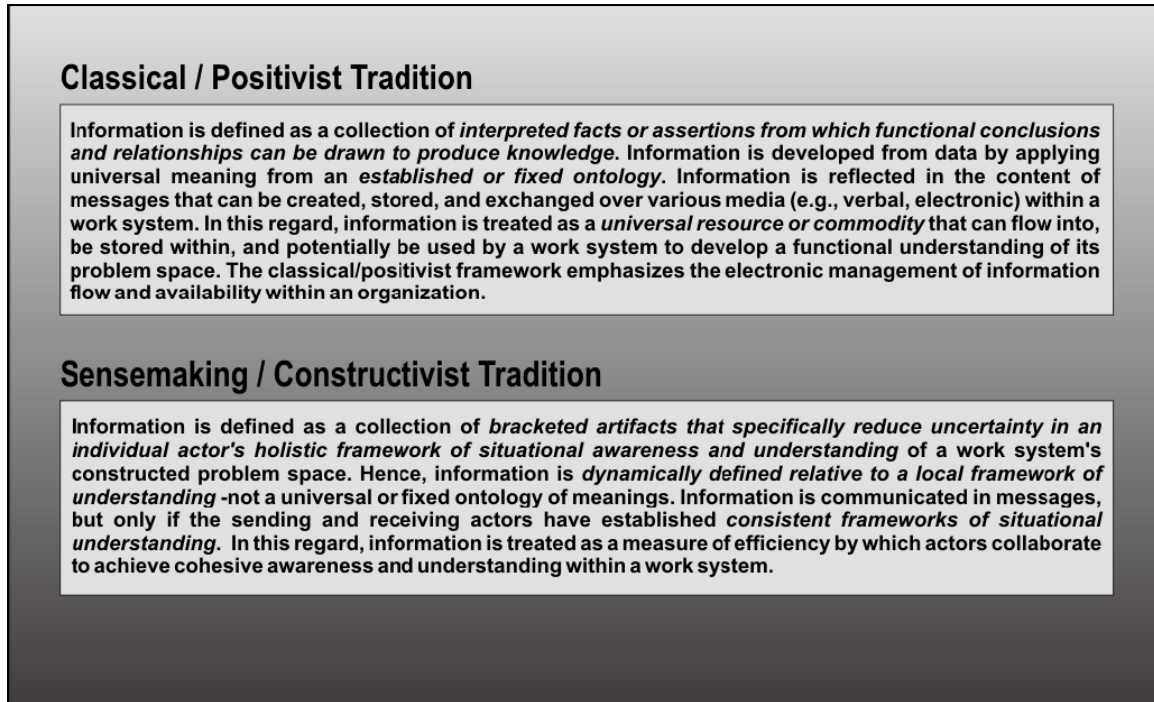 Classical / Positivist Tradition
Information is defined as a collection of interpreted facts or assertions from which functional conclusions
and relationships can be drawn to produce knowledge. Information is developed from data by applying
universal meaning from an established or fixed ontology. Information is reflected in the content of
messages that can be created, stored, and exchanged over various media (e.g., verbal, electronic) within a
work system. In this regard, information is treated as a universal resource or commodity that can flow into,
be stored within, and potentially be used by a work system to develop a functional understanding of its
problem space. The classical/positivist framework emphasizes the electronic management of information
flow and availability within an organization.
Sensemaking / Constructivist Tradition
Information is defined as a collection of bracketed artifacts that specifically reduce uncertainty in an
individual actor's holistic framework of situational awareness and understanding of a work system's
constructed problem space. Hence, information is dynamically defined relative to a local framework of
understanding -not a universal or fixed ontology of meanings. Information is communicated in messages,
but only if the sending and receiving actors have established consistent frameworks of situational
understanding. In this regard, information is treated as a measure of efficiency by which actors collaborate
to achieve cohesive awareness and understanding within a work system.